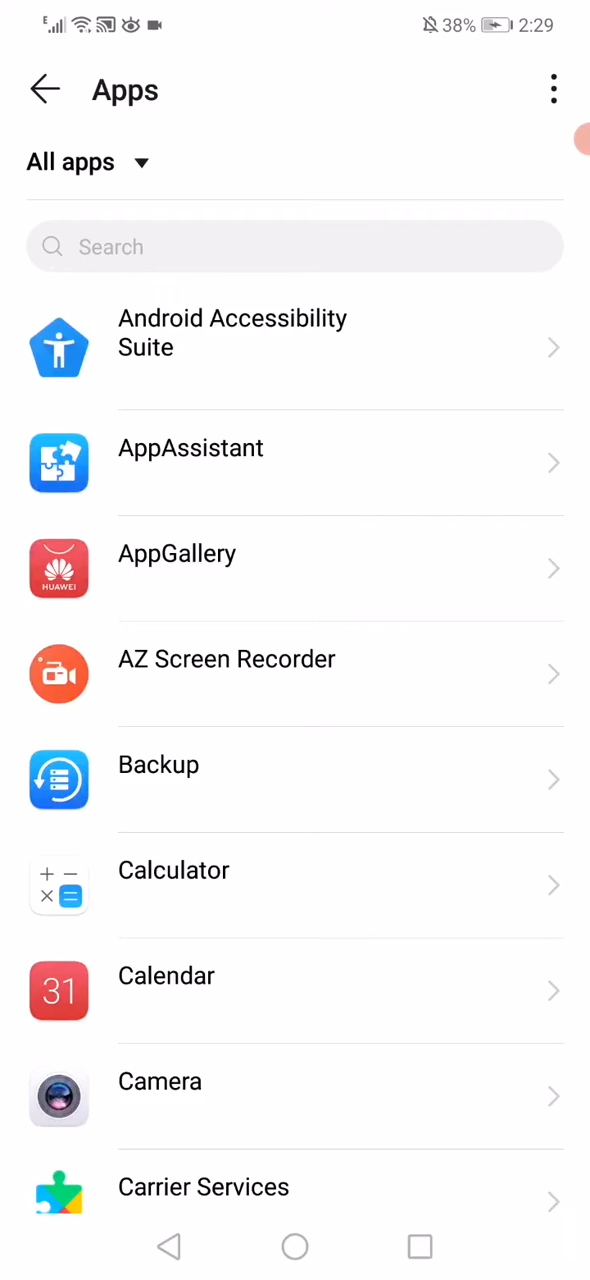 E 38% 2:29
Apps
All apps
Search
Android Accessibility
Suite
AppAssistant
AppGallery
HUAWEI
AZ Screen Recorder
Backup
Calculator
31
Calendar
Camera
Carrier Services